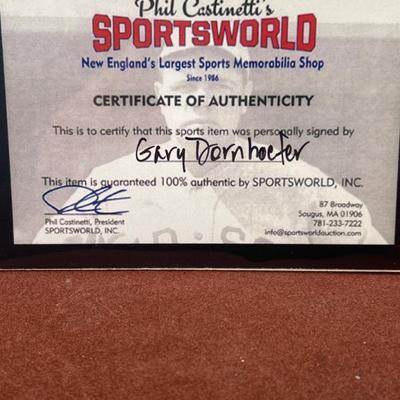 Phil Castinetti's
SPORTSWORLD
New England's Largest Sports Memorabilia Shop
Since 1986
CERTIFICATE OF AUTHENTICITY
This is to certify that this sports item was personally signed by
Gary Dornhoefer
This item is guaranteed 100% authentic by SPORTSWORLD, INC.
Phil Castinetti, President
SPORTSWORLD, INC.
87 Broadway
Saugus, MA 01906
781-233-7222
info@sportsworldauction.com